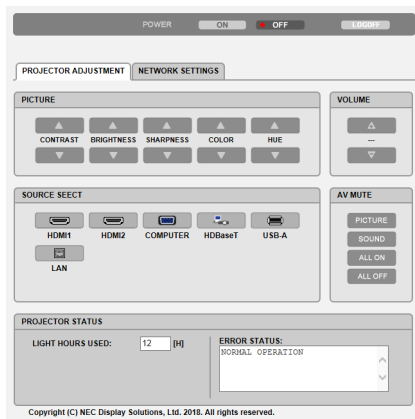 POWER ON OFF LOGOFF
PROJECTOR ADJUSTMENT NETWORK SETTINGS
PICTURE
CONTRAST BRIGHTNESS SHARPNESS COLOR HUE
VOLUME
---
SOURCE SEECT
HDMI1 HDMI2 COMPUTER HDBaseT USB-A
LAN
AV MUTE
PICTURE
SOUND
ALL ON
ALL OFF
PROJECTOR STATUS
LIGHT HOURS USED: 12 [H]
ERROR STATUS:
NORMAL OPERATION
Copyright (C) NEC Display Solutions, Ltd. 2018. All rights reserved.